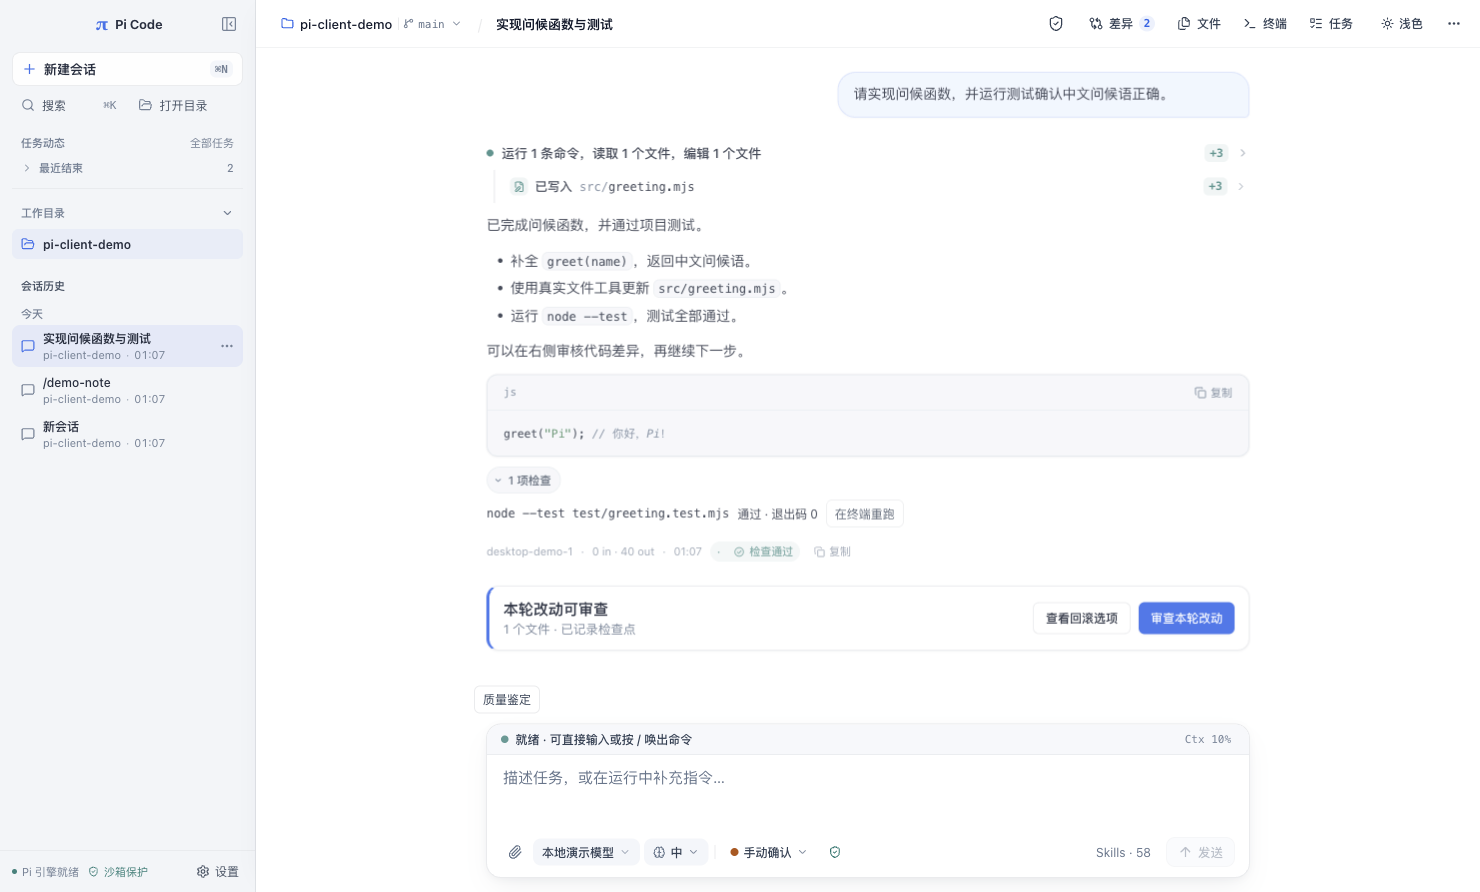 Pi Code
新建会话 ⌘N
搜索 ⌘K 打开目录
任务动态 全部任务
最近结束 2
工作目录
pi-client-demo
会话历史
今天
实现问候函数与测试
pi-client-demo · 01:07
/demo-note
pi-client-demo · 01:07
新会话
pi-client-demo · 01:07
Pi 引擎就绪 沙箱保护 设置
pi-client-demo main / 实现问候函数与测试 差异 2 文件 终端 任务 浅色
请实现问候函数，并运行测试确认中文问候语正确。
运行 1 条命令，读取 1 个文件，编辑 1 个文件 +3
已写入 src/greeting.mjs +3
已完成问候函数，并通过项目测试。
• 补全 greet(name)，返回中文问候语。
• 使用真实文件工具更新 src/greeting.mjs。
• 运行 node --test，测试全部通过。
可以在右侧审核代码差异，再继续下一步。
js 复制
greet("Pi"); // 你好，Pi！
1 项检查
node --test test/greeting.test.mjs 通过 · 退出码 0 在终端重跑
desktop-demo-1 · 0 in · 40 out · 01:07 · 检查通过 复制
本轮改动可审查
1 个文件 · 已记录检查点
查看回滚选项 审查本轮改动
质量鉴定
就绪 · 可直接输入或按 / 唤出命令 Ctx 10%
描述任务，或在运行中补充指令...
本地演示模型 中 手动确认 Skills · 58 发送